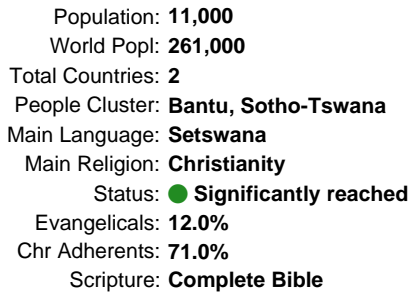 Population: 11,000
World Popl: 261,000
Total Countries: 2
People Cluster: Bantu, Sotho-Tswana
Main Language: Setswana
Main Religion: Christianity
Status: Significantly reached
Evangelicals: 12.0%
Chr Adherents: 71.0%
Scripture: Complete Bible